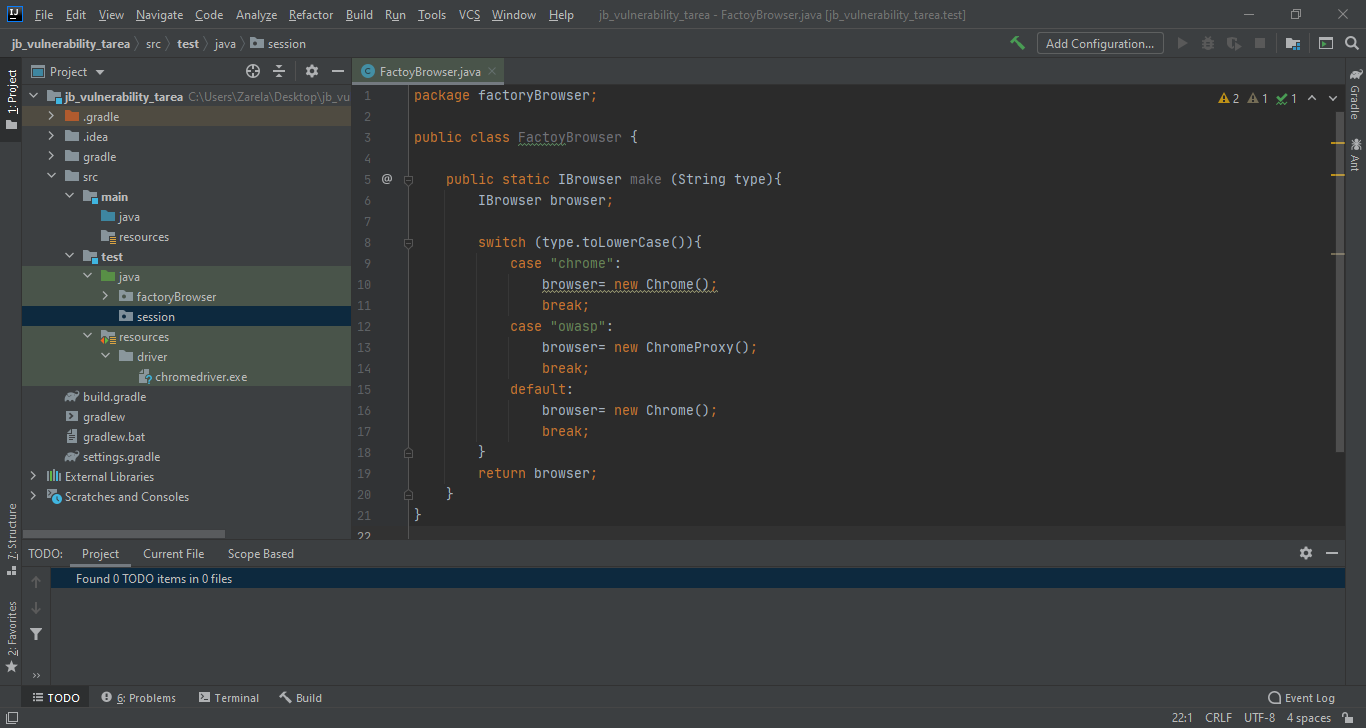 File Edit View Navigate Code Analyze Refactor Build Run Tools VCS Window Help jb_vulnerability_tarea - FactoyBrowser.java [jb_vulnerability_tarea.test]
jb_vulnerability_tarea src test java session Add Configuration...
1: Project
Project
FactoyBrowser.java
jb_vulnerability_tarea C:\Users\Zarela\Desktop\jb_vu
.gradle
.idea
gradle
src
main
java
resources
test
java
factoryBrowser
session
resources
driver
chromedriver.exe
build.gradle
gradlew
gradlew.bat
settings.gradle
External Libraries
Scratches and Consoles
1 package factoryBrowser;
2
3 public class FactoyBrowser {
4
5 @ public static IBrowser make (String type){
6 IBrowser browser;
7
8 switch (type.toLowerCase()){
9 case "chrome":
10 browser= new Chrome();
11 break;
12 case "owasp":
13 browser= new ChromeProxy();
14 break;
15 default:
16 browser= new Chrome();
17 break;
18 }
19 return browser;
20 }
21 }
22
2 1 1
Gradle
Ant
7: Structure
2: Favorites
TODO: Project Current File Scope Based
Found 0 TODO items in 0 files
TODO 6: Problems Terminal Build Event Log
22:1 CRLF UTF-8 4 spaces